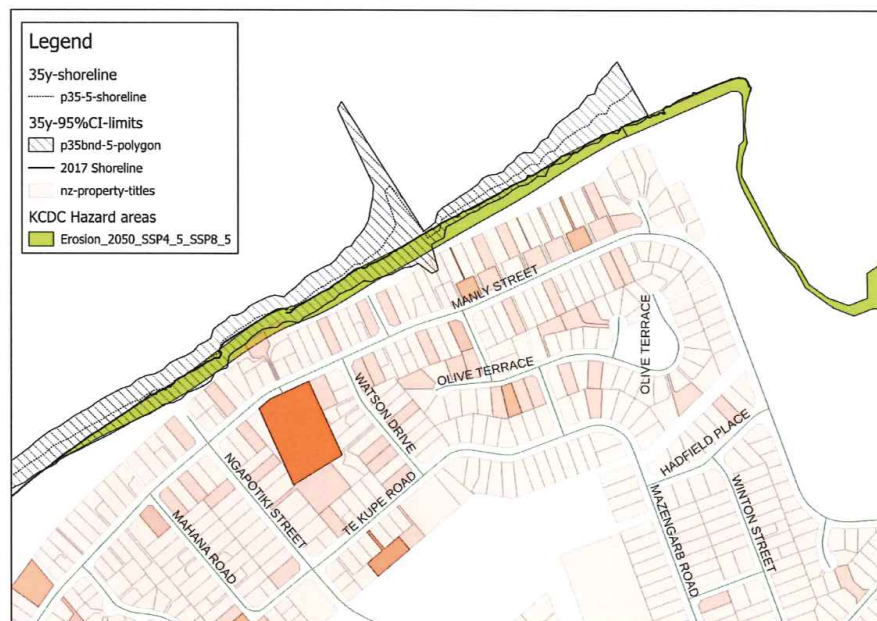 Legend
35y-shoreline
p35-5-shoreline
35y-95%CI-limits
p35bnd-5-polygon
2017 Shoreline
nz-property-titles
KCDC Hazard areas
Erosion_2050_SSP4_5_SSP8_5
MANLY STREET
OLIVE TERRACE
OLIVE TERRACE
WATSON DRIVE
HADFIELD PLACE
NGAPOTIKI STREET
TE KUPE ROAD
MAHANA ROAD
MAZENGARB ROAD
WINTON STREET